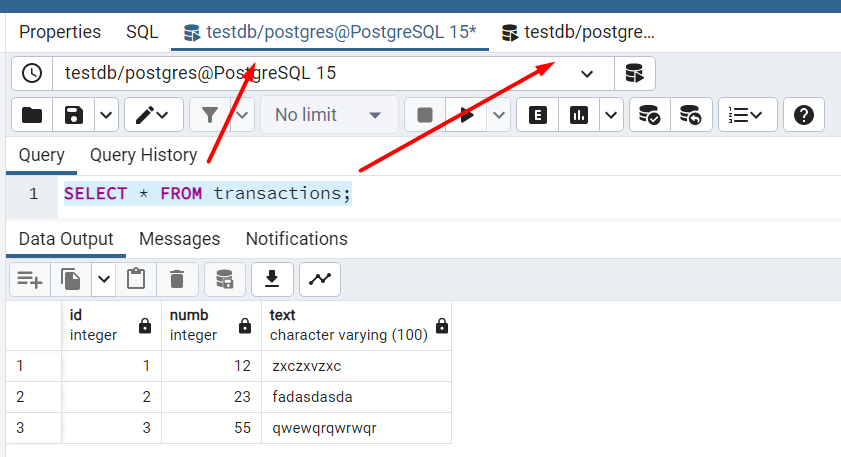 Properties SQL testdb/postgres@PostgreSQL 15* testdb/postgre...
testdb/postgres@PostgreSQL 15
No limit E
Query Query History
1 SELECT * FROM transactions;
Data Output Messages Notifications
id numb text
integer integer character varying (100)
1 1 12 zxczxvzxc
2 2 23 fadasdasda
3 3 55 qwewqrqwrwqr